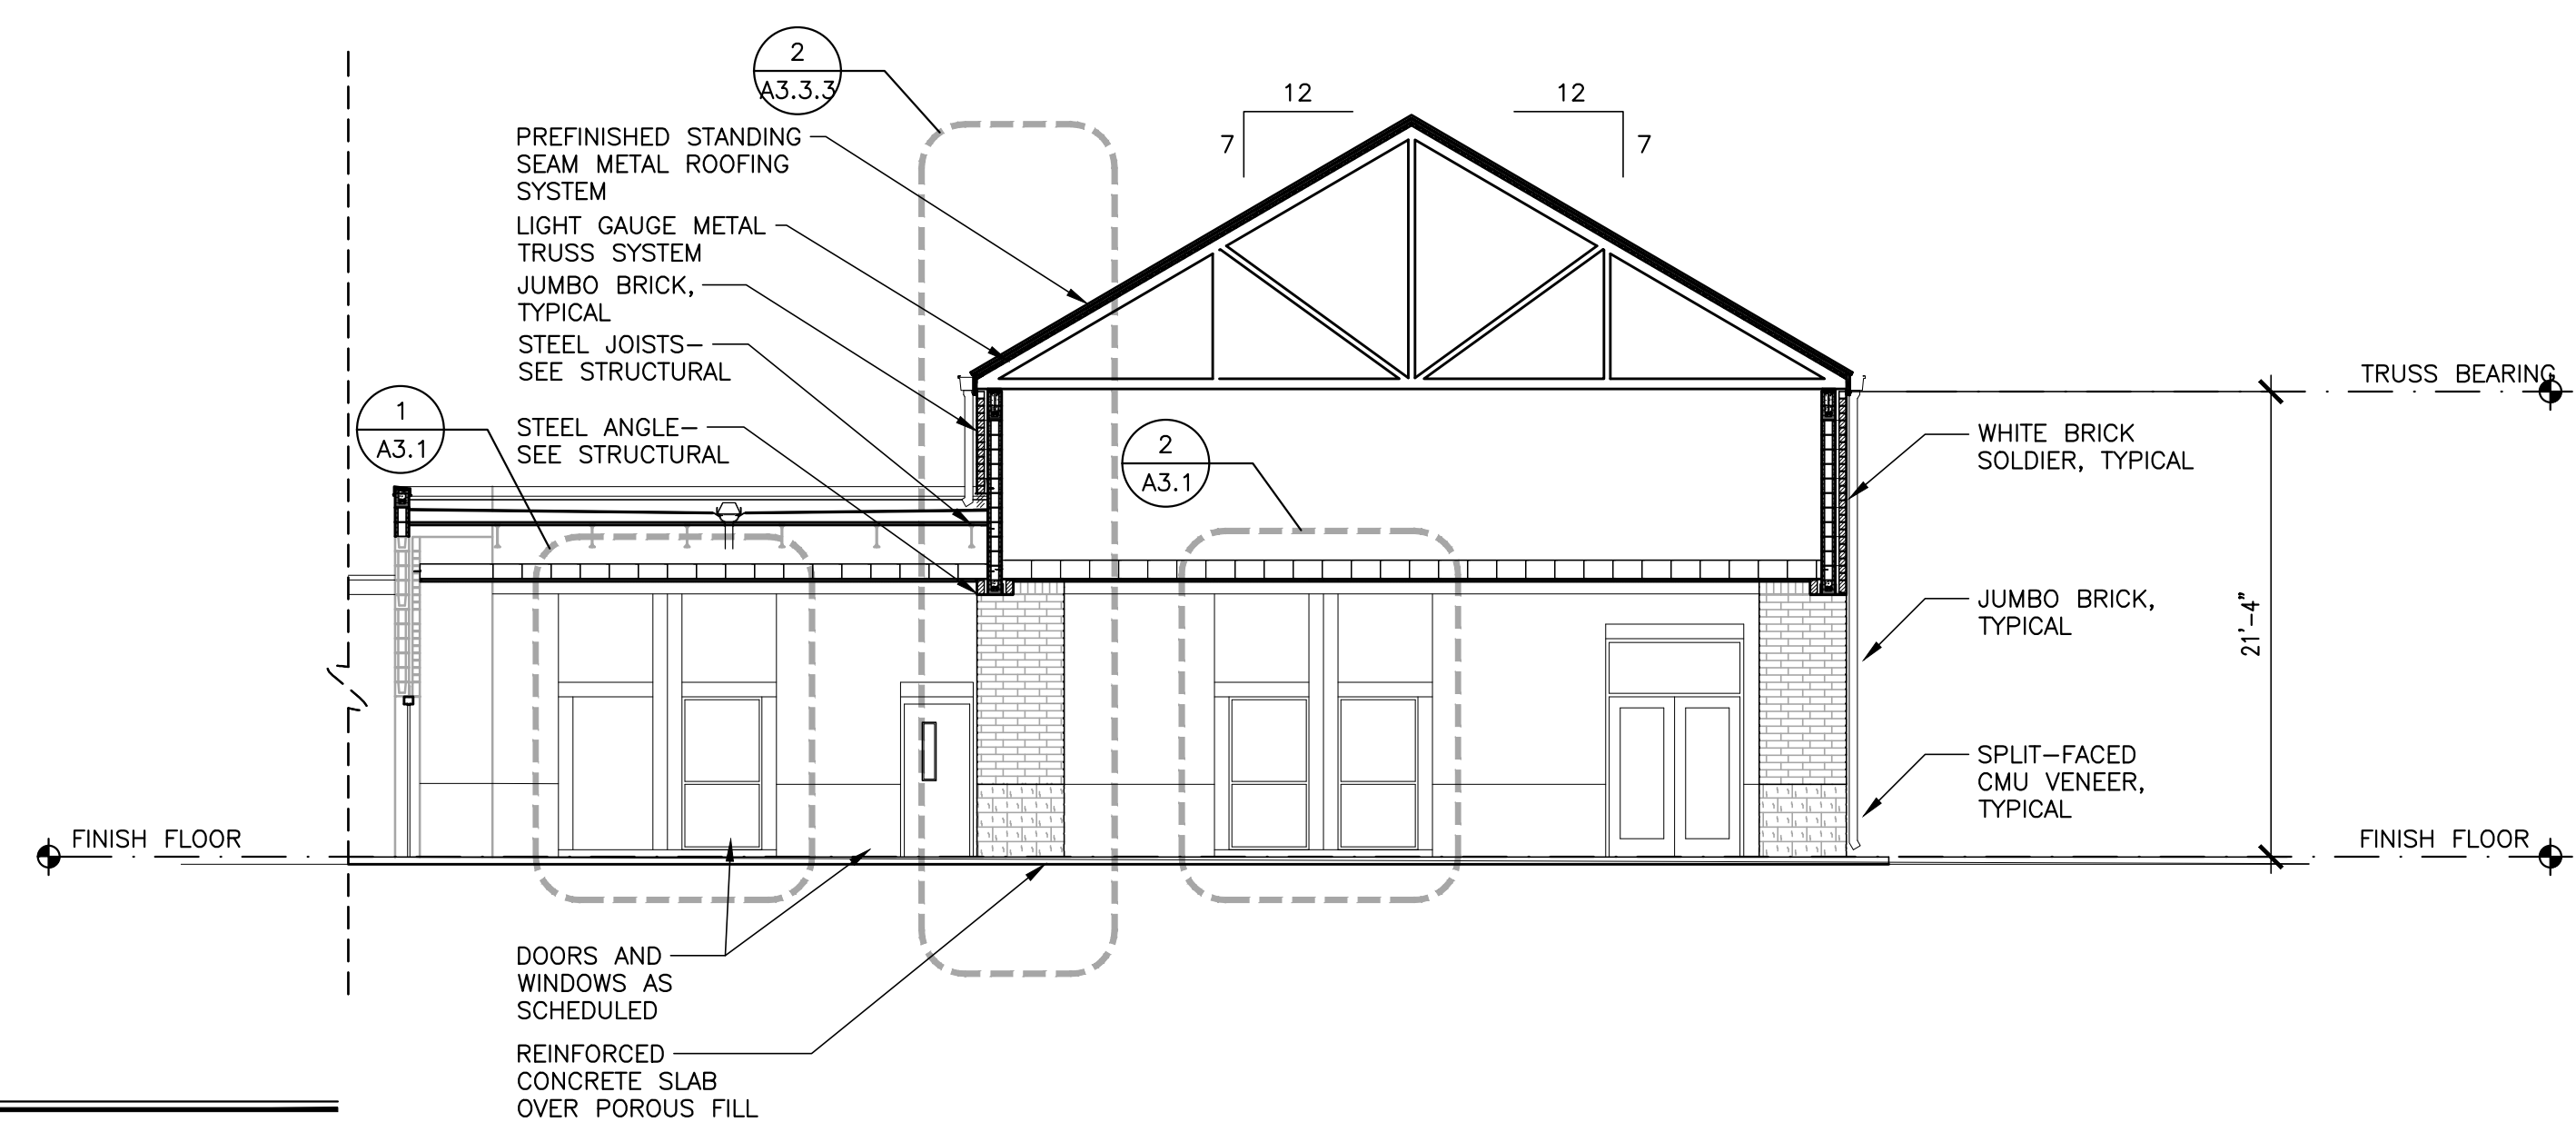 2
A3.3.3
12
12
7
7
PREFINISHED STANDING
SEAM METAL ROOFING
SYSTEM
LIGHT GAUGE METAL
TRUSS SYSTEM
JUMBO BRICK,
TYPICAL
STEEL JOISTS–
SEE STRUCTURAL
1
A3.1
STEEL ANGLE–
SEE STRUCTURAL
2
A3.1
TRUSS BEARING
WHITE BRICK
SOLDIER, TYPICAL
JUMBO BRICK,
TYPICAL
21'–4"
SPLIT–FACED
CMU VENEER,
TYPICAL
FINISH FLOOR
FINISH FLOOR
DOORS AND
WINDOWS AS
SCHEDULED
REINFORCED
CONCRETE SLAB
OVER POROUS FILL